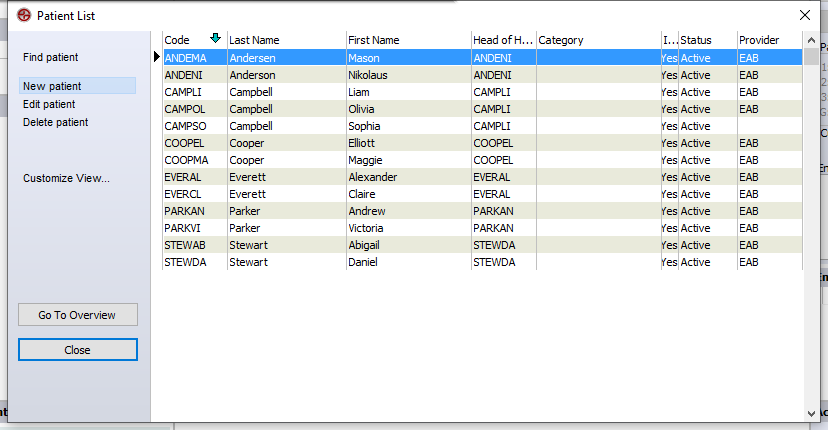 Patient List
Find patient
New patient
Edit patient
Delete patient
Customize View...
Go To Overview
Close
Code Last Name First Name Head of H... Category I... Status Provider
ANDEMA Andersen Mason ANDENI Yes Active EAB
ANDENI Anderson Nikolaus ANDENI Yes Active EAB
CAMPLI Campbell Liam CAMPLI Yes Active EAB
CAMPOL Campbell Olivia CAMPLI Yes Active EAB
CAMPSO Campbell Sophia CAMPLI Yes Active
COOPEL Cooper Elliott COOPEL Yes Active EAB
COOPMA Cooper Maggie COOPEL Yes Active EAB
EVERAL Everett Alexander EVERAL Yes Active EAB
EVERCL Everett Claire EVERAL Yes Active EAB
PARKAN Parker Andrew PARKAN Yes Active EAB
PARKVI Parker Victoria PARKAN Yes Active EAB
STEWAB Stewart Abigail STEWDA Yes Active EAB
STEWDA Stewart Daniel STEWDA Yes Active EAB